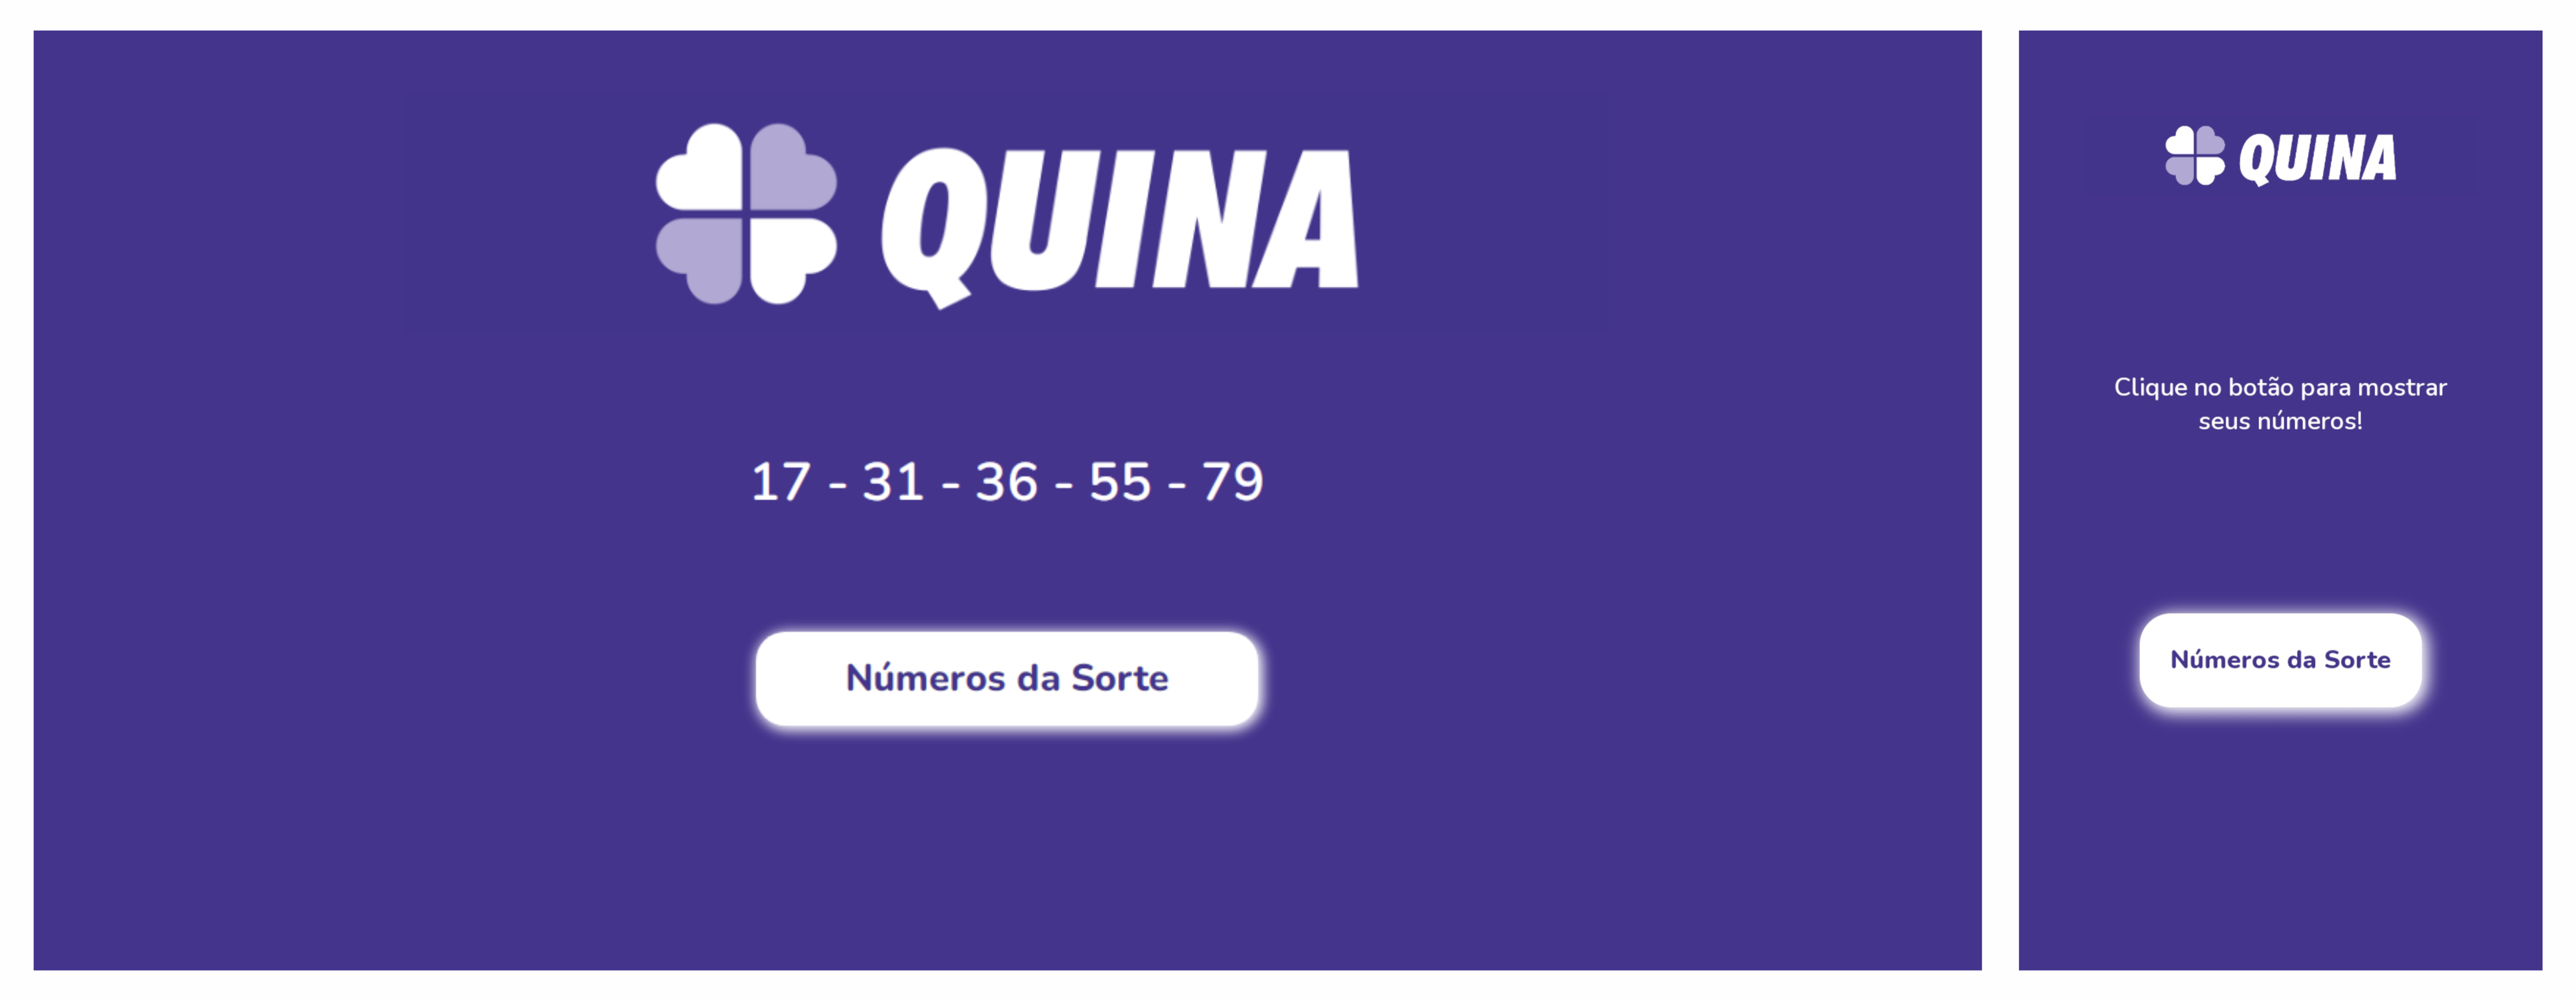 QUINA
17 - 31 - 36 - 55 - 79
Números da Sorte
QUINA
Clique no botão para mostrar
seus números!
Números da Sorte